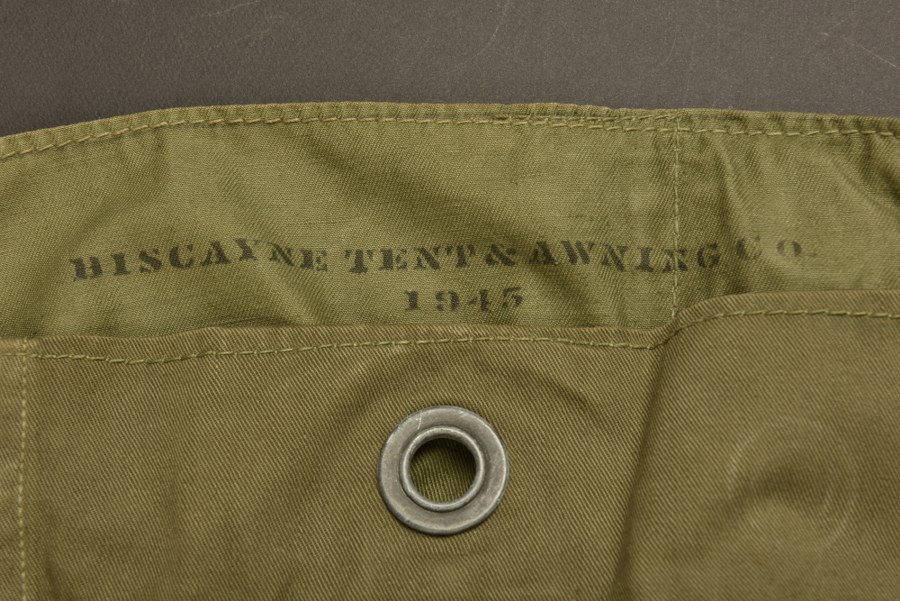 BISCAYNE TENT & AWNING CO.
1945